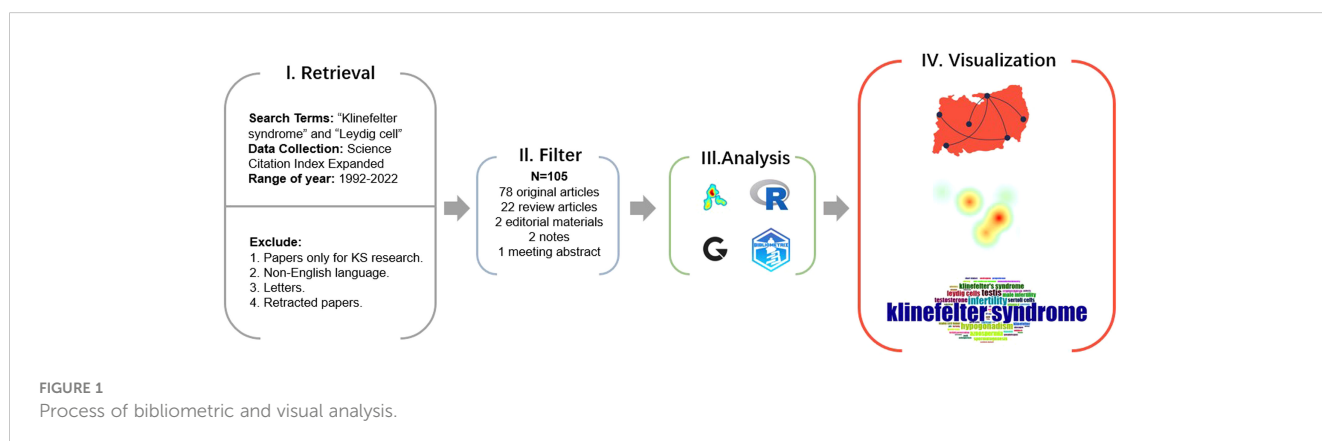 I. Retrieval
Search Terms: “Klinefelter
syndrome” and “Leydig cell”
Data Collection: Science
Citation Index Expanded
Range of year: 1992-2022
Exclude:
1. Papers only for KS research.
2. Non-English language.
3. Letters.
4. Retracted papers.
II. Filter
N=105
78 original articles
22 review articles
2 editorial materials
2 notes
1 meeting abstract
III.Analysis
R
G
BIBLIOMETRIX
IV. Visualization
klinefelter's syndrome
leydig cells testis male infertility
testosterone infertility sertoli cells
klinefelter syndrome
hypogonadism
FIGURE 1
Process of bibliometric and visual analysis.